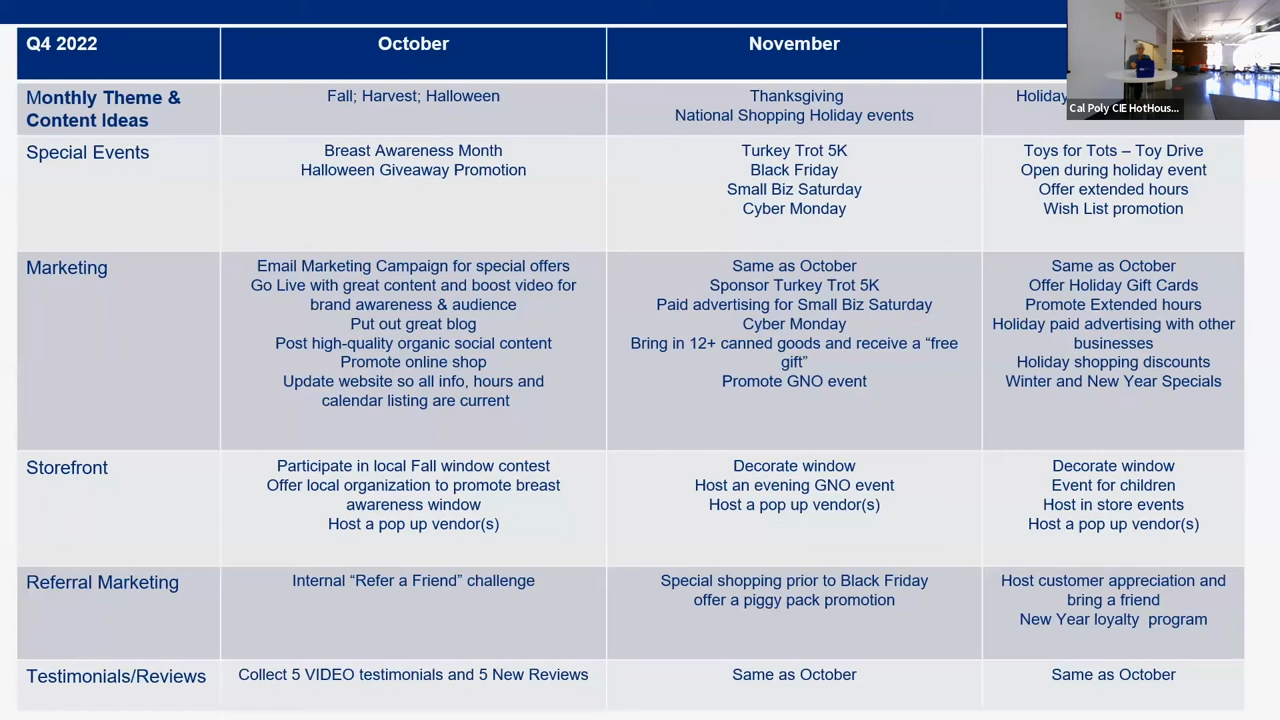 Q4 2022
October
November
Monthly Theme &
Content Ideas
Fall; Harvest; Halloween
Thanksgiving
National Shopping Holiday events
Holiday
Special Events
Breast Awareness Month
Halloween Giveaway Promotion
Turkey Trot 5K
Black Friday
Small Biz Saturday
Cyber Monday
Toys for Tots – Toy Drive
Open during holiday event
Offer extended hours
Wish List promotion
Marketing
Email Marketing Campaign for special offers
Go Live with great content and boost video for
brand awareness & audience
Put out great blog
Post high-quality organic social content
Promote online shop
Update website so all info, hours and
calendar listing are current
Same as October
Sponsor Turkey Trot 5K
Paid advertising for Small Biz Saturday
Cyber Monday
Bring in 12+ canned goods and receive a “free
gift”
Promote GNO event
Same as October
Offer Holiday Gift Cards
Promote Extended hours
Holiday paid advertising with other
businesses
Holiday shopping discounts
Winter and New Year Specials
Storefront
Participate in local Fall window contest
Offer local organization to promote breast
awareness window
Host a pop up vendor(s)
Decorate window
Host an evening GNO event
Host a pop up vendor(s)
Decorate window
Event for children
Host in store events
Host a pop up vendor(s)
Referral Marketing
Internal “Refer a Friend” challenge
Special shopping prior to Black Friday
offer a piggy pack promotion
Host customer appreciation and
bring a friend
New Year loyalty program
Testimonials/Reviews
Collect 5 VIDEO testimonials and 5 New Reviews
Same as October
Same as October
Cal Poly CIE HotHous...